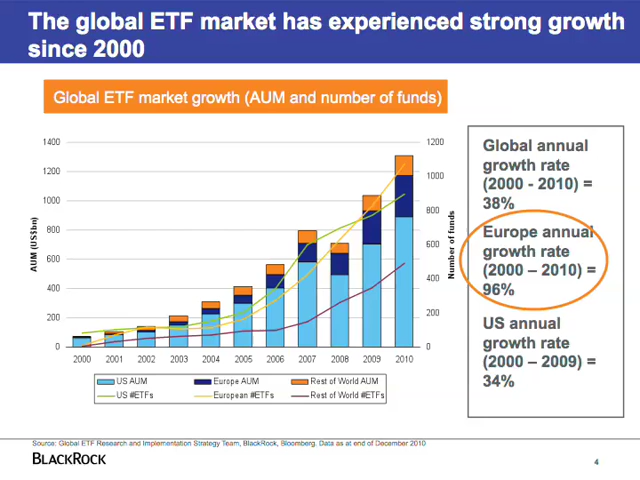 The global ETF market has experienced strong growth
since 2000
Global ETF market growth (AUM and number of funds)
1400
1200
1000
800
600
400
200
0
AUM (US$bn)
1200
1000
800
600
400
200
0
Number of funds
2000 2001 2002 2003 2004 2005 2006 2007 2008 2009 2010
US AUM Europe AUM Rest of World AUM
US #ETFs European #ETFs Rest of World #ETFs
Global annual
growth rate
(2000 - 2010) =
38%
Europe annual
growth rate
(2000 – 2010) =
96%
US annual
growth rate
(2000 – 2009) =
34%
Source: Global ETF Research and Implementation Strategy Team, BlackRock, Bloomberg. Data as at end of December 2010
BLACKROCK
4